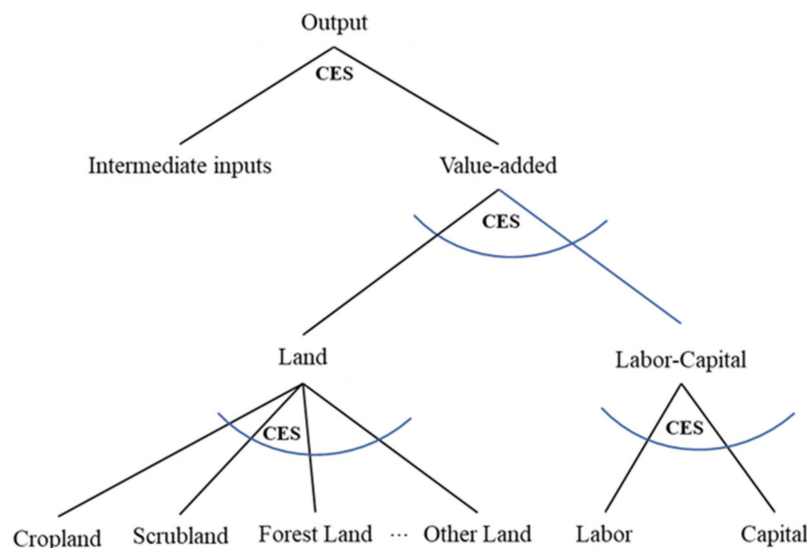 Output
CES
Intermediate inputs
Value-added
CES
Land
Labor-Capital
CES
CES
Cropland
Scrubland
Forest Land
...
Other Land
Labor
Capital